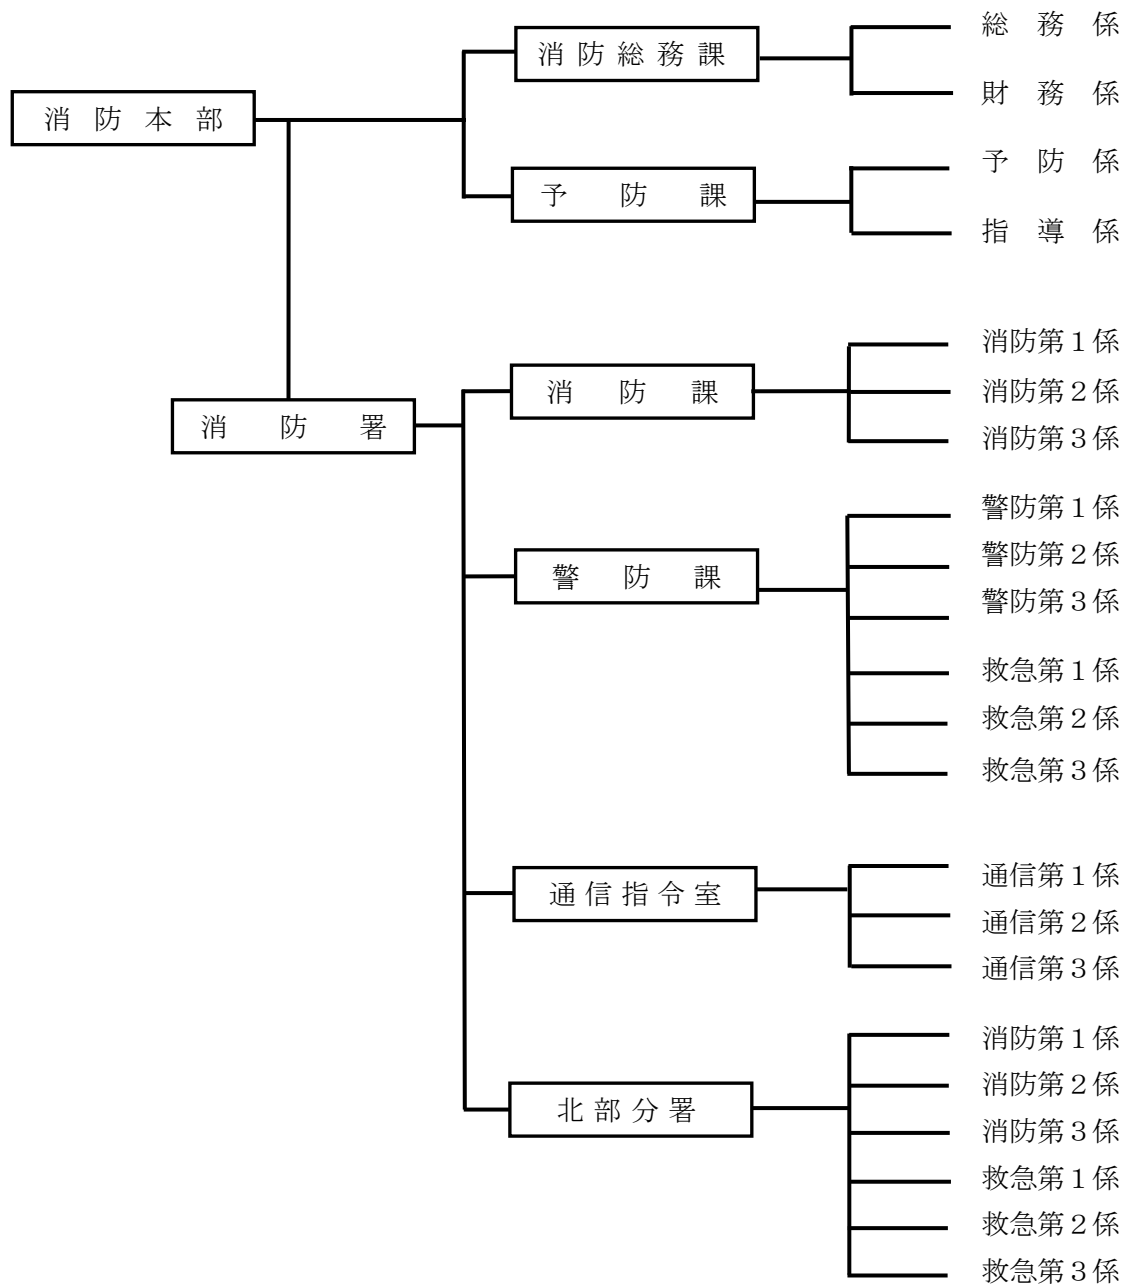 消防本部
消防総務課
総務係
財務係
予防課
予防係
指導係
消防署
消防課
消防第１係
消防第２係
消防第３係
警防課
警防第１係
警防第２係
警防第３係
救急第１係
救急第２係
救急第３係
通信指令室
通信第１係
通信第２係
通信第３係
北部分署
消防第１係
消防第２係
消防第３係
救急第１係
救急第２係
救急第３係